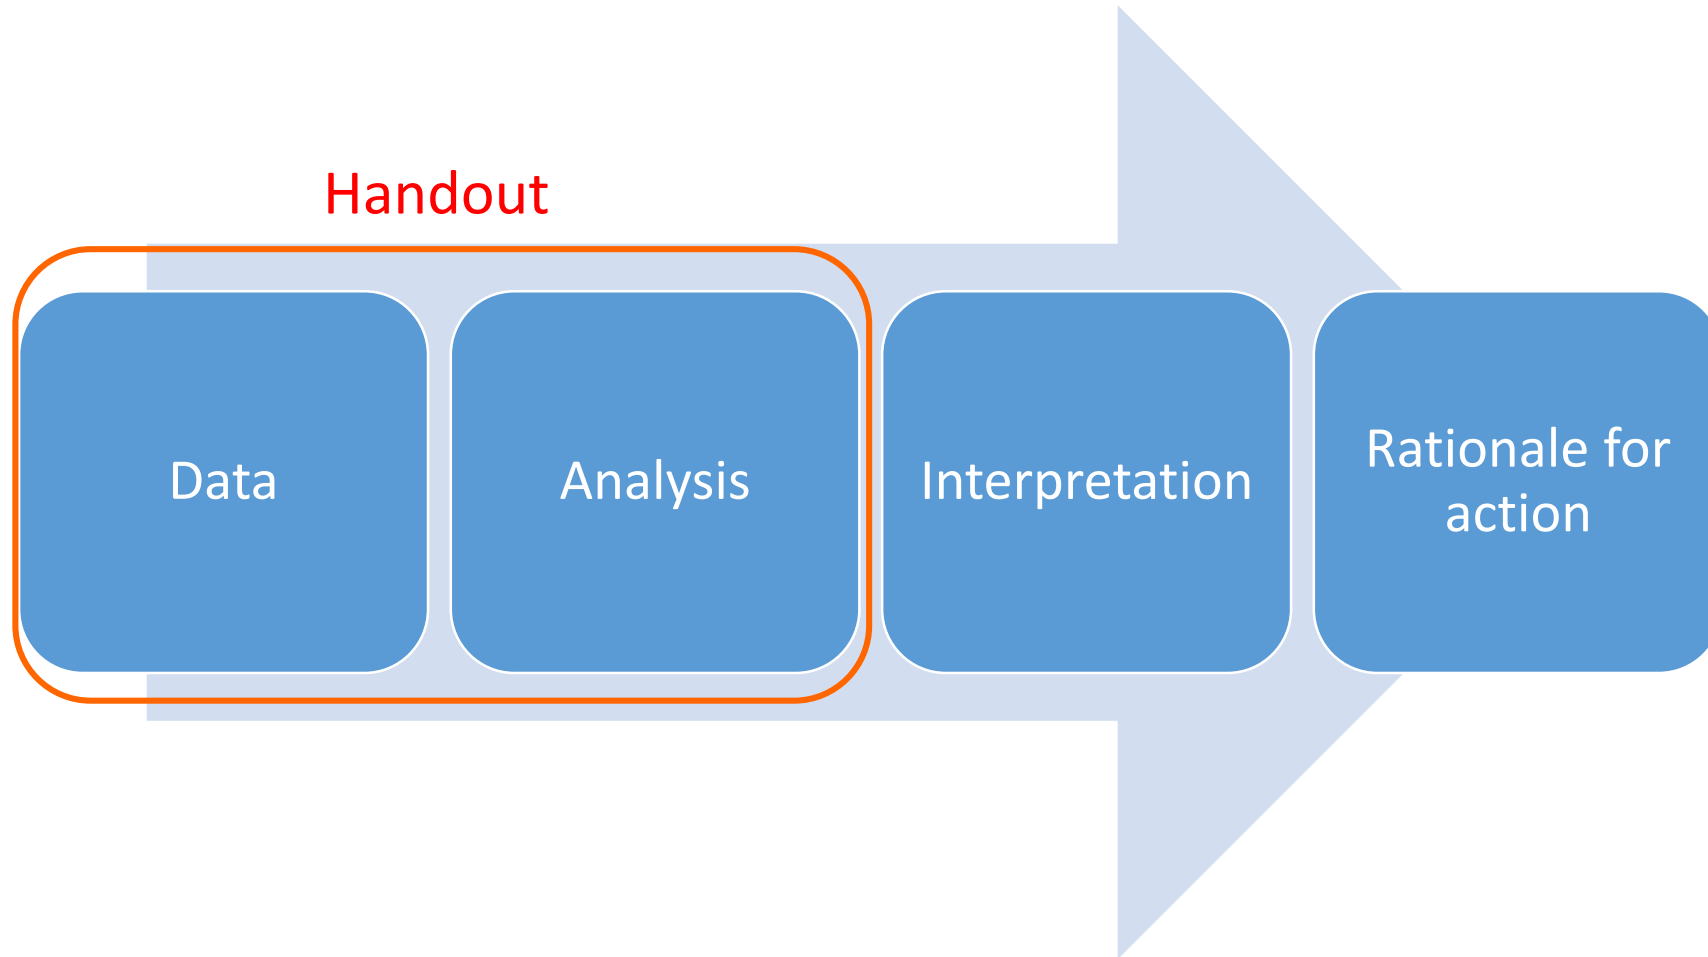 Handout
Data
Analysis
Interpretation
Rationale for
action